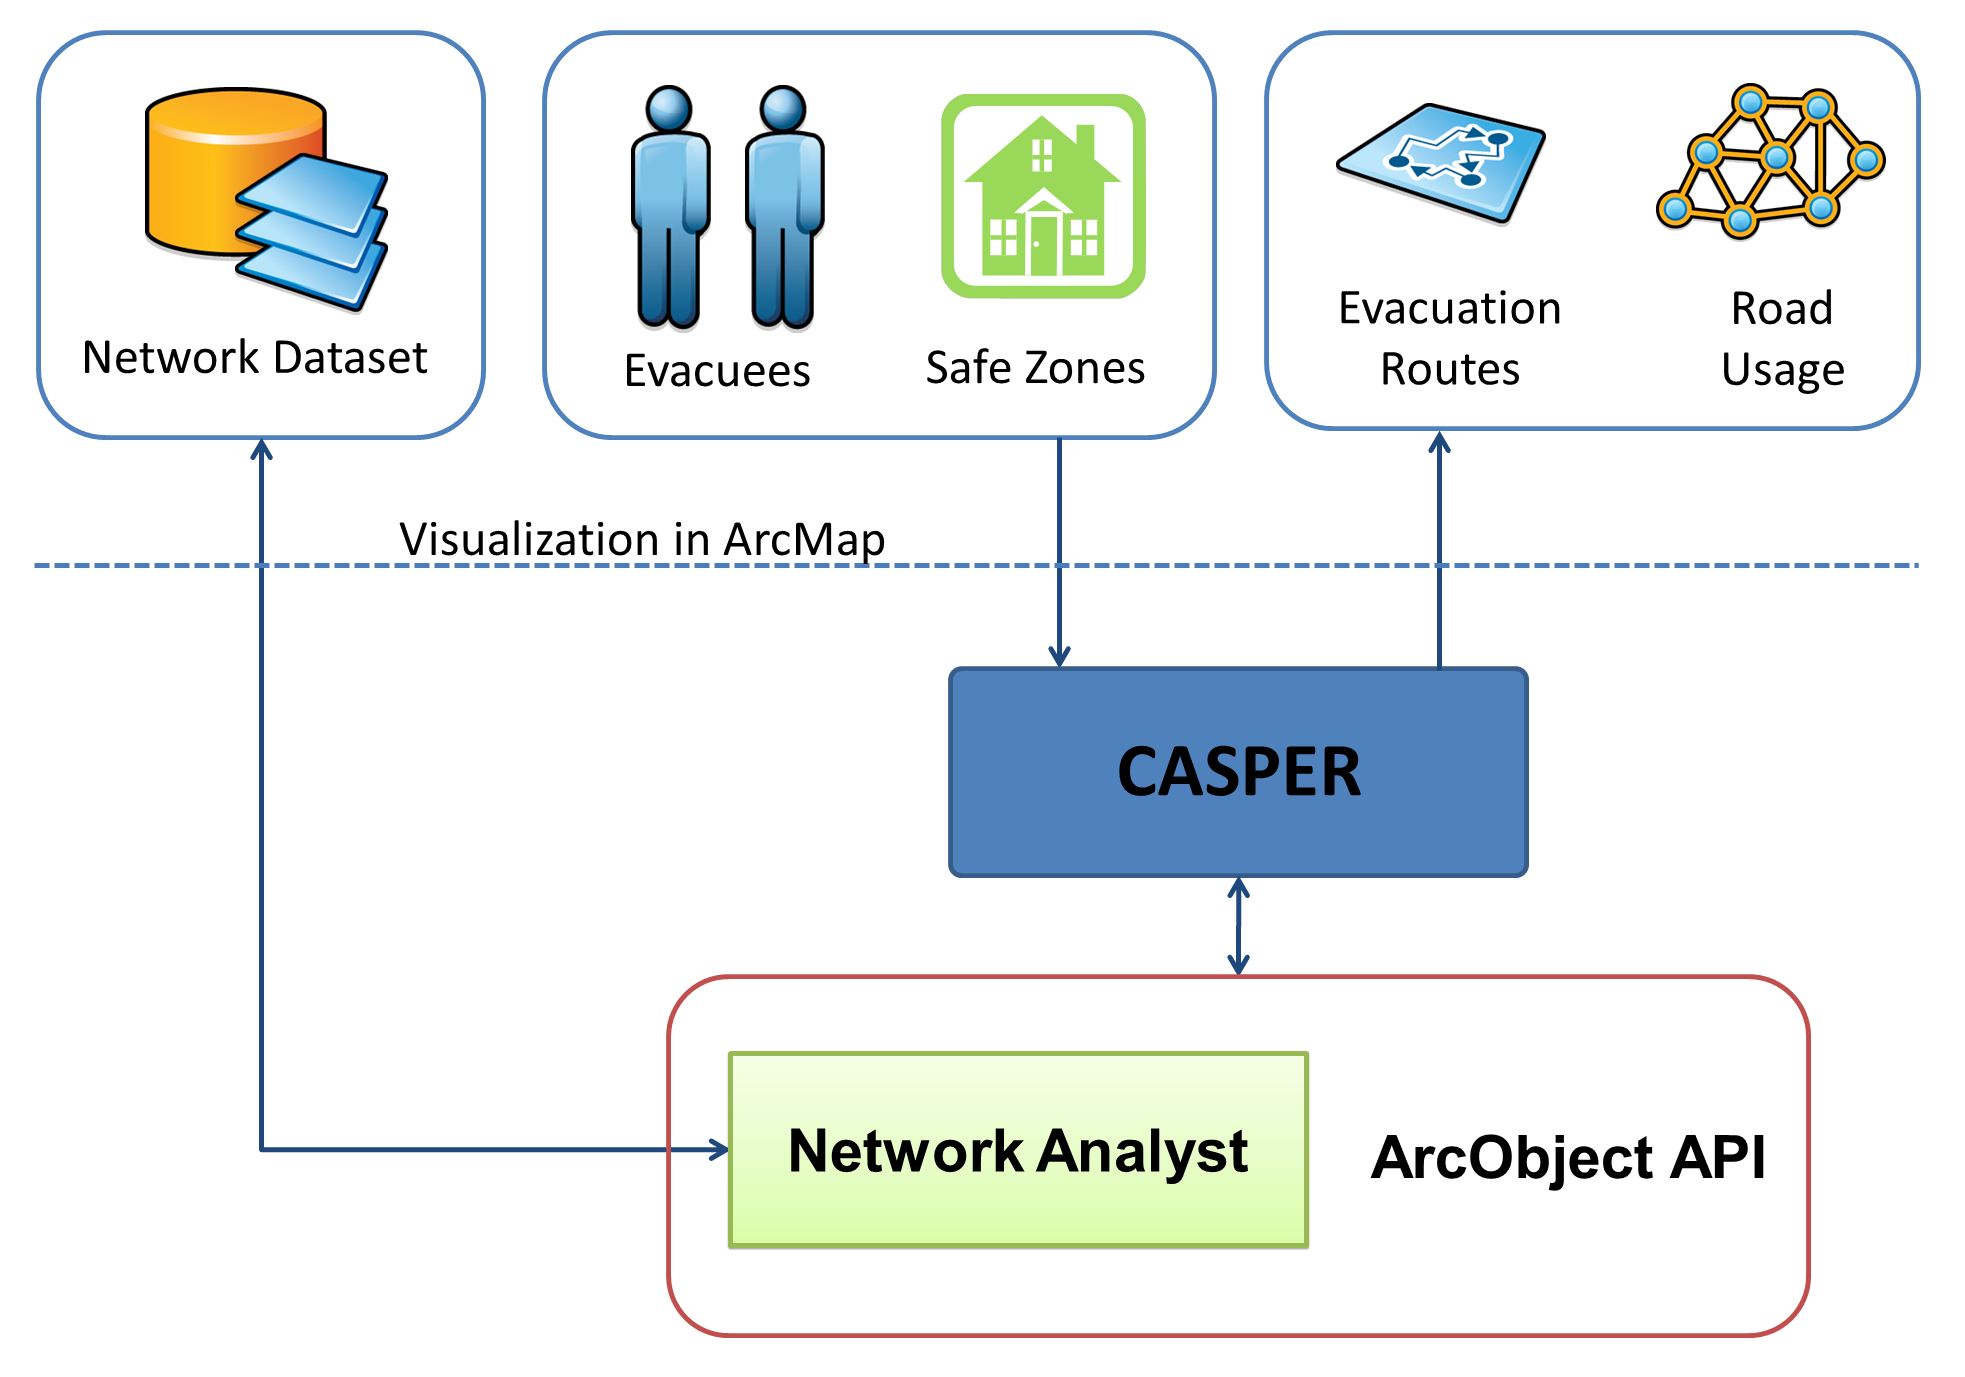 Network Dataset
Evacuees
Safe Zones
Evacuation
Routes
Road
Usage
Visualization in ArcMap
CASPER
Network Analyst
ArcObject API